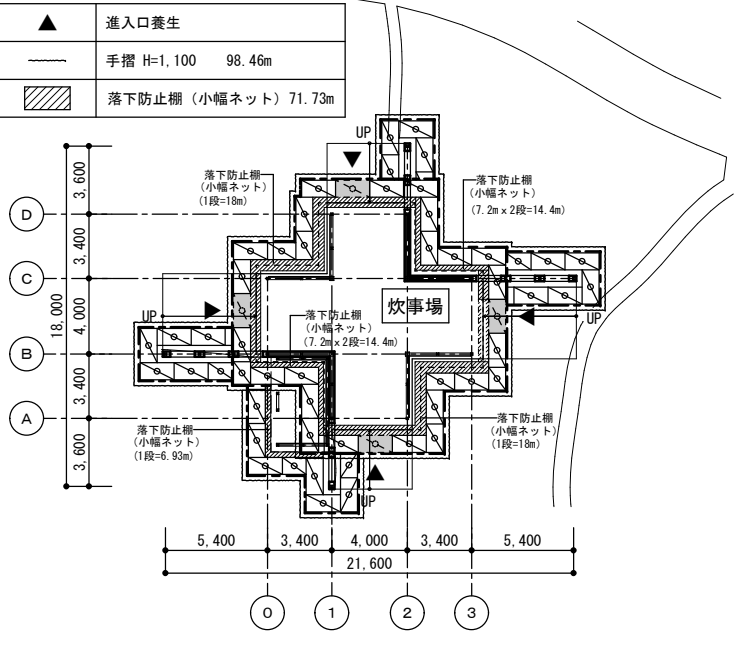 進入口養生
手摺 H=1,100 98.46m
落下防止棚（小幅ネット）71.73m
UP
落下防止棚
(小幅ネット)
(1段=18m)
落下防止棚
(小幅ネット)
(7.2mx2段=14.4m)
3,600
D
3,400
C
18,000
4,000
UP
炊事場
UP
落下防止棚
(小幅ネット)
(7.2mx2段=14.4m)
B
3,400
A
落下防止棚
(小幅ネット)
(1段=6.93m)
落下防止棚
(小幅ネット)
(1段=18m)
3,600
UP
5,400 3,400 4,000 3,400 5,400
21,600
0 1 2 3